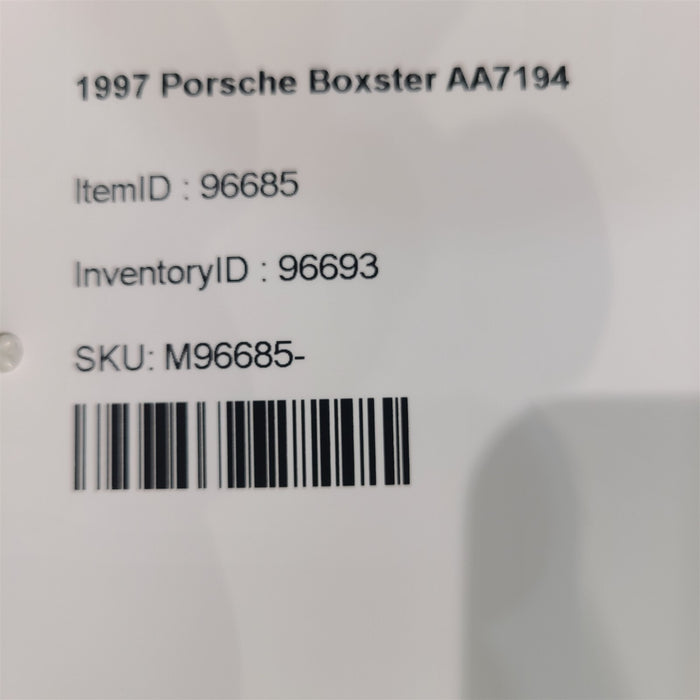 1997 Porsche Boxster AA7194
ItemID : 96685
InventoryID : 96693
SKU: M96685-